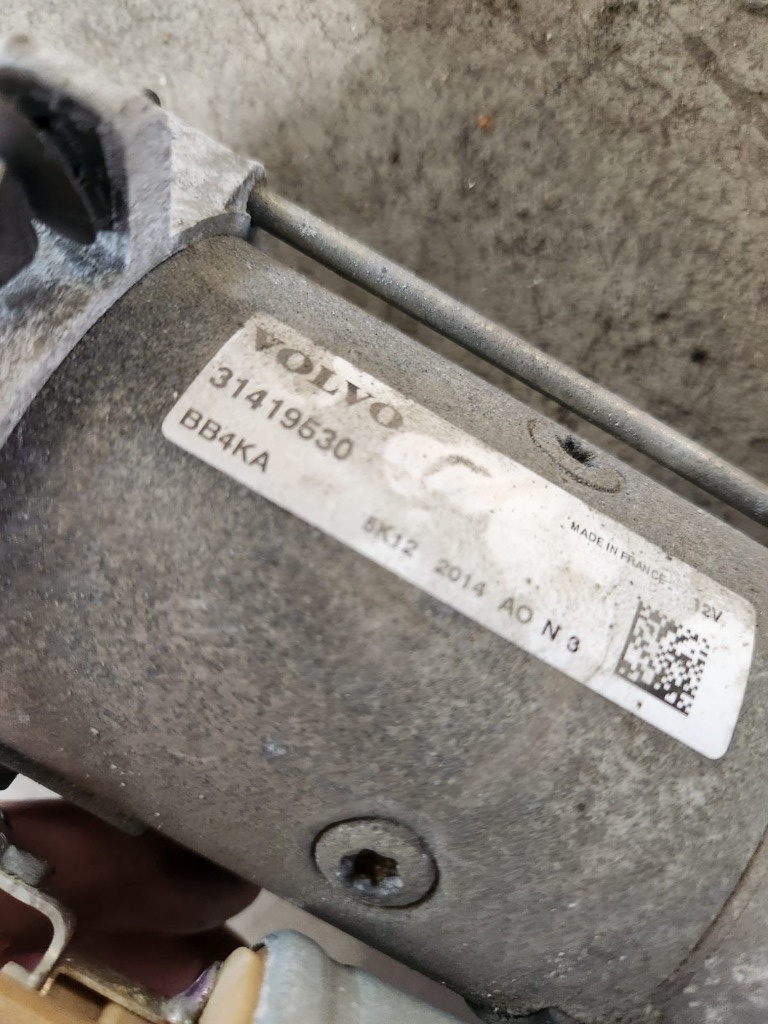 VOLVO
31419530
BB4KA
5K12 2014 AO N 3
MADE IN FRANCE
12V